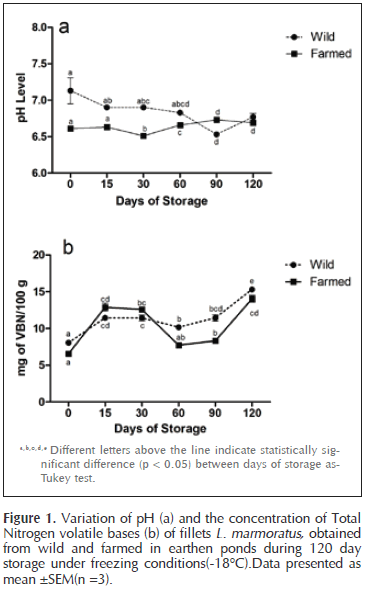 a
8.0
7.5
7.0
6.5
6.0
pH Level
Wild
Farmed
a
ab
abc
abcd
d
a
a
b
c
d
d
0 15 30 60 90 120
Days of Storage
b
20
15
10
5
0
mg of VBN/100 g
Wild
Farmed
a
cd
bc
b
bcd
e
a
cd
c
ab
b
cd
0 15 30 60 90 120
Days of Storage
a,b,c,d,e Different letters above the line indicate statistically sig-
nificant difference (p < 0.05) between days of storage as-
Tukey test.
Figure 1. Variation of pH (a) and the concentration of Total
Nitrogen volatile bases (b) of fillets L. marmoratus, obtained
from wild and farmed in earthen ponds during 120 day
storage under freezing conditions(-18°C).Data presented as
mean ±SEM(n =3).